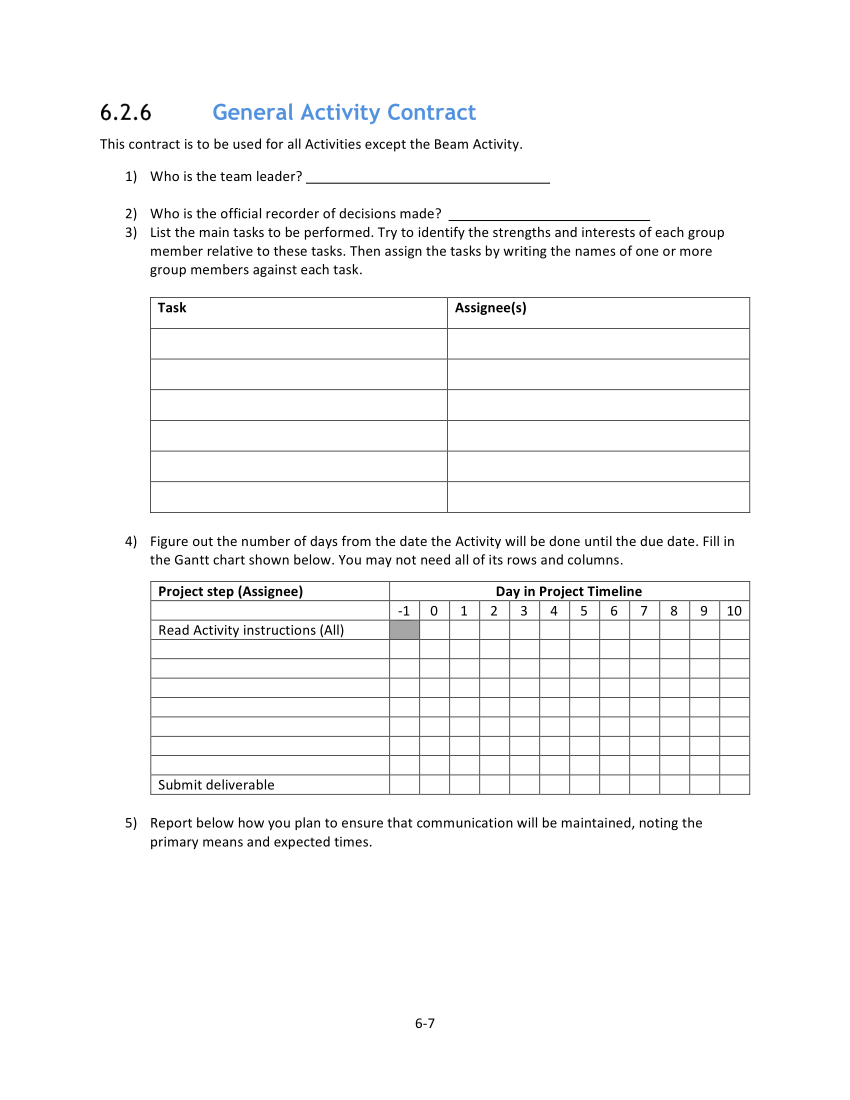 6.2.6 General Activity Contract
This contract is to be used for all Activities except the Beam Activity.
1) Who is the team leader? ______________________________
2) Who is the official recorder of decisions made? _________________________
3) List the main tasks to be performed. Try to identify the strengths and interests of each group
member relative to these tasks. Then assign the tasks by writing the names of one or more
group members against each task.
Task Assignee(s)
4) Figure out the number of days from the date the Activity will be done until the due date. Fill in
the Gantt chart shown below. You may not need all of its rows and columns.
Project step (Assignee) Day in Project Timeline
-1 0 1 2 3 4 5 6 7 8 9 10
Read Activity instructions (All)
Submit deliverable
5) Report below how you plan to ensure that communication will be maintained, noting the
primary means and expected times.
6-7